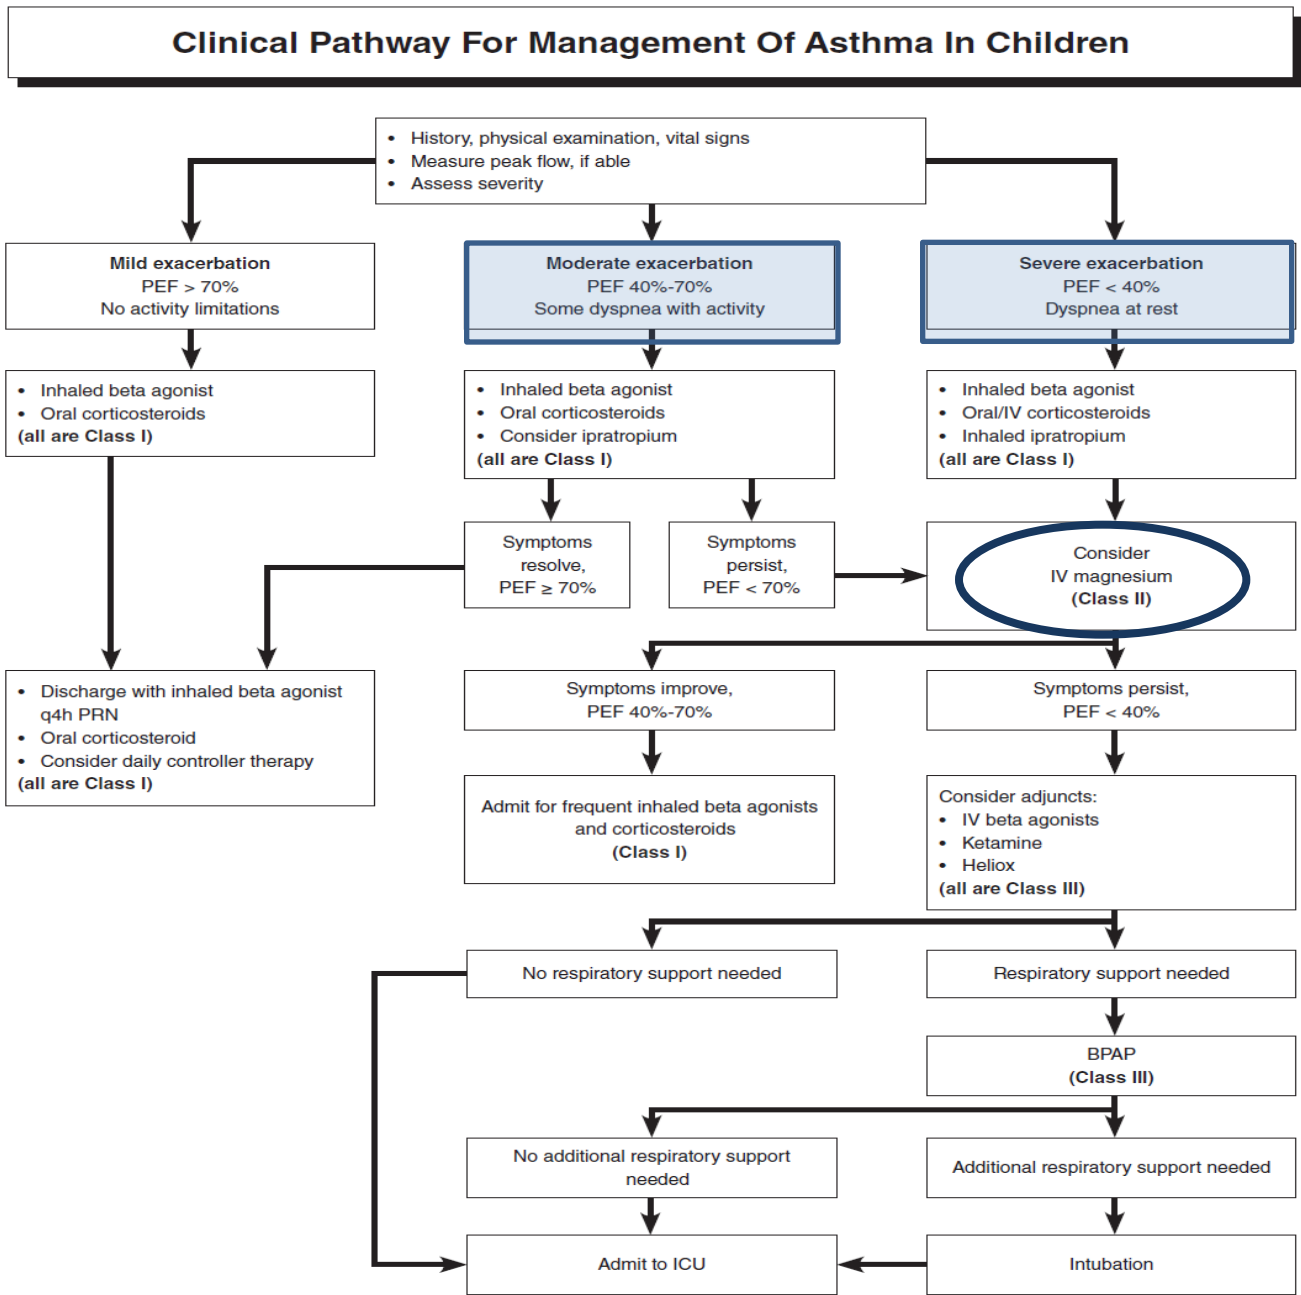 Clinical Pathway For Management Of Asthma In Children
• History, physical examination, vital signs
• Measure peak flow, if able
• Assess severity
Mild exacerbation
PEF > 70%
No activity limitations
Moderate exacerbation
PEF 40%-70%
Some dyspnea with activity
Severe exacerbation
PEF < 40%
Dyspnea at rest
• Inhaled beta agonist
• Oral corticosteroids
(all are Class I)
• Inhaled beta agonist
• Oral corticosteroids
• Consider ipratropium
(all are Class I)
• Inhaled beta agonist
• Oral/IV corticosteroids
• Inhaled ipratropium
(all are Class I)
Symptoms
resolve,
PEF ≥ 70%
Symptoms
persist,
PEF < 70%
Consider
IV magnesium
(Class II)
• Discharge with inhaled beta agonist
q4h PRN
• Oral corticosteroid
• Consider daily controller therapy
(all are Class I)
Symptoms improve,
PEF 40%-70%
Symptoms persist,
PEF < 40%
Admit for frequent inhaled beta agonists
and corticosteroids
(Class I)
Consider adjuncts:
• IV beta agonists
• Ketamine
• Heliox
(all are Class III)
No respiratory support needed
Respiratory support needed
BPAP
(Class III)
No additional respiratory support
needed
Additional respiratory support needed
Admit to ICU
Intubation